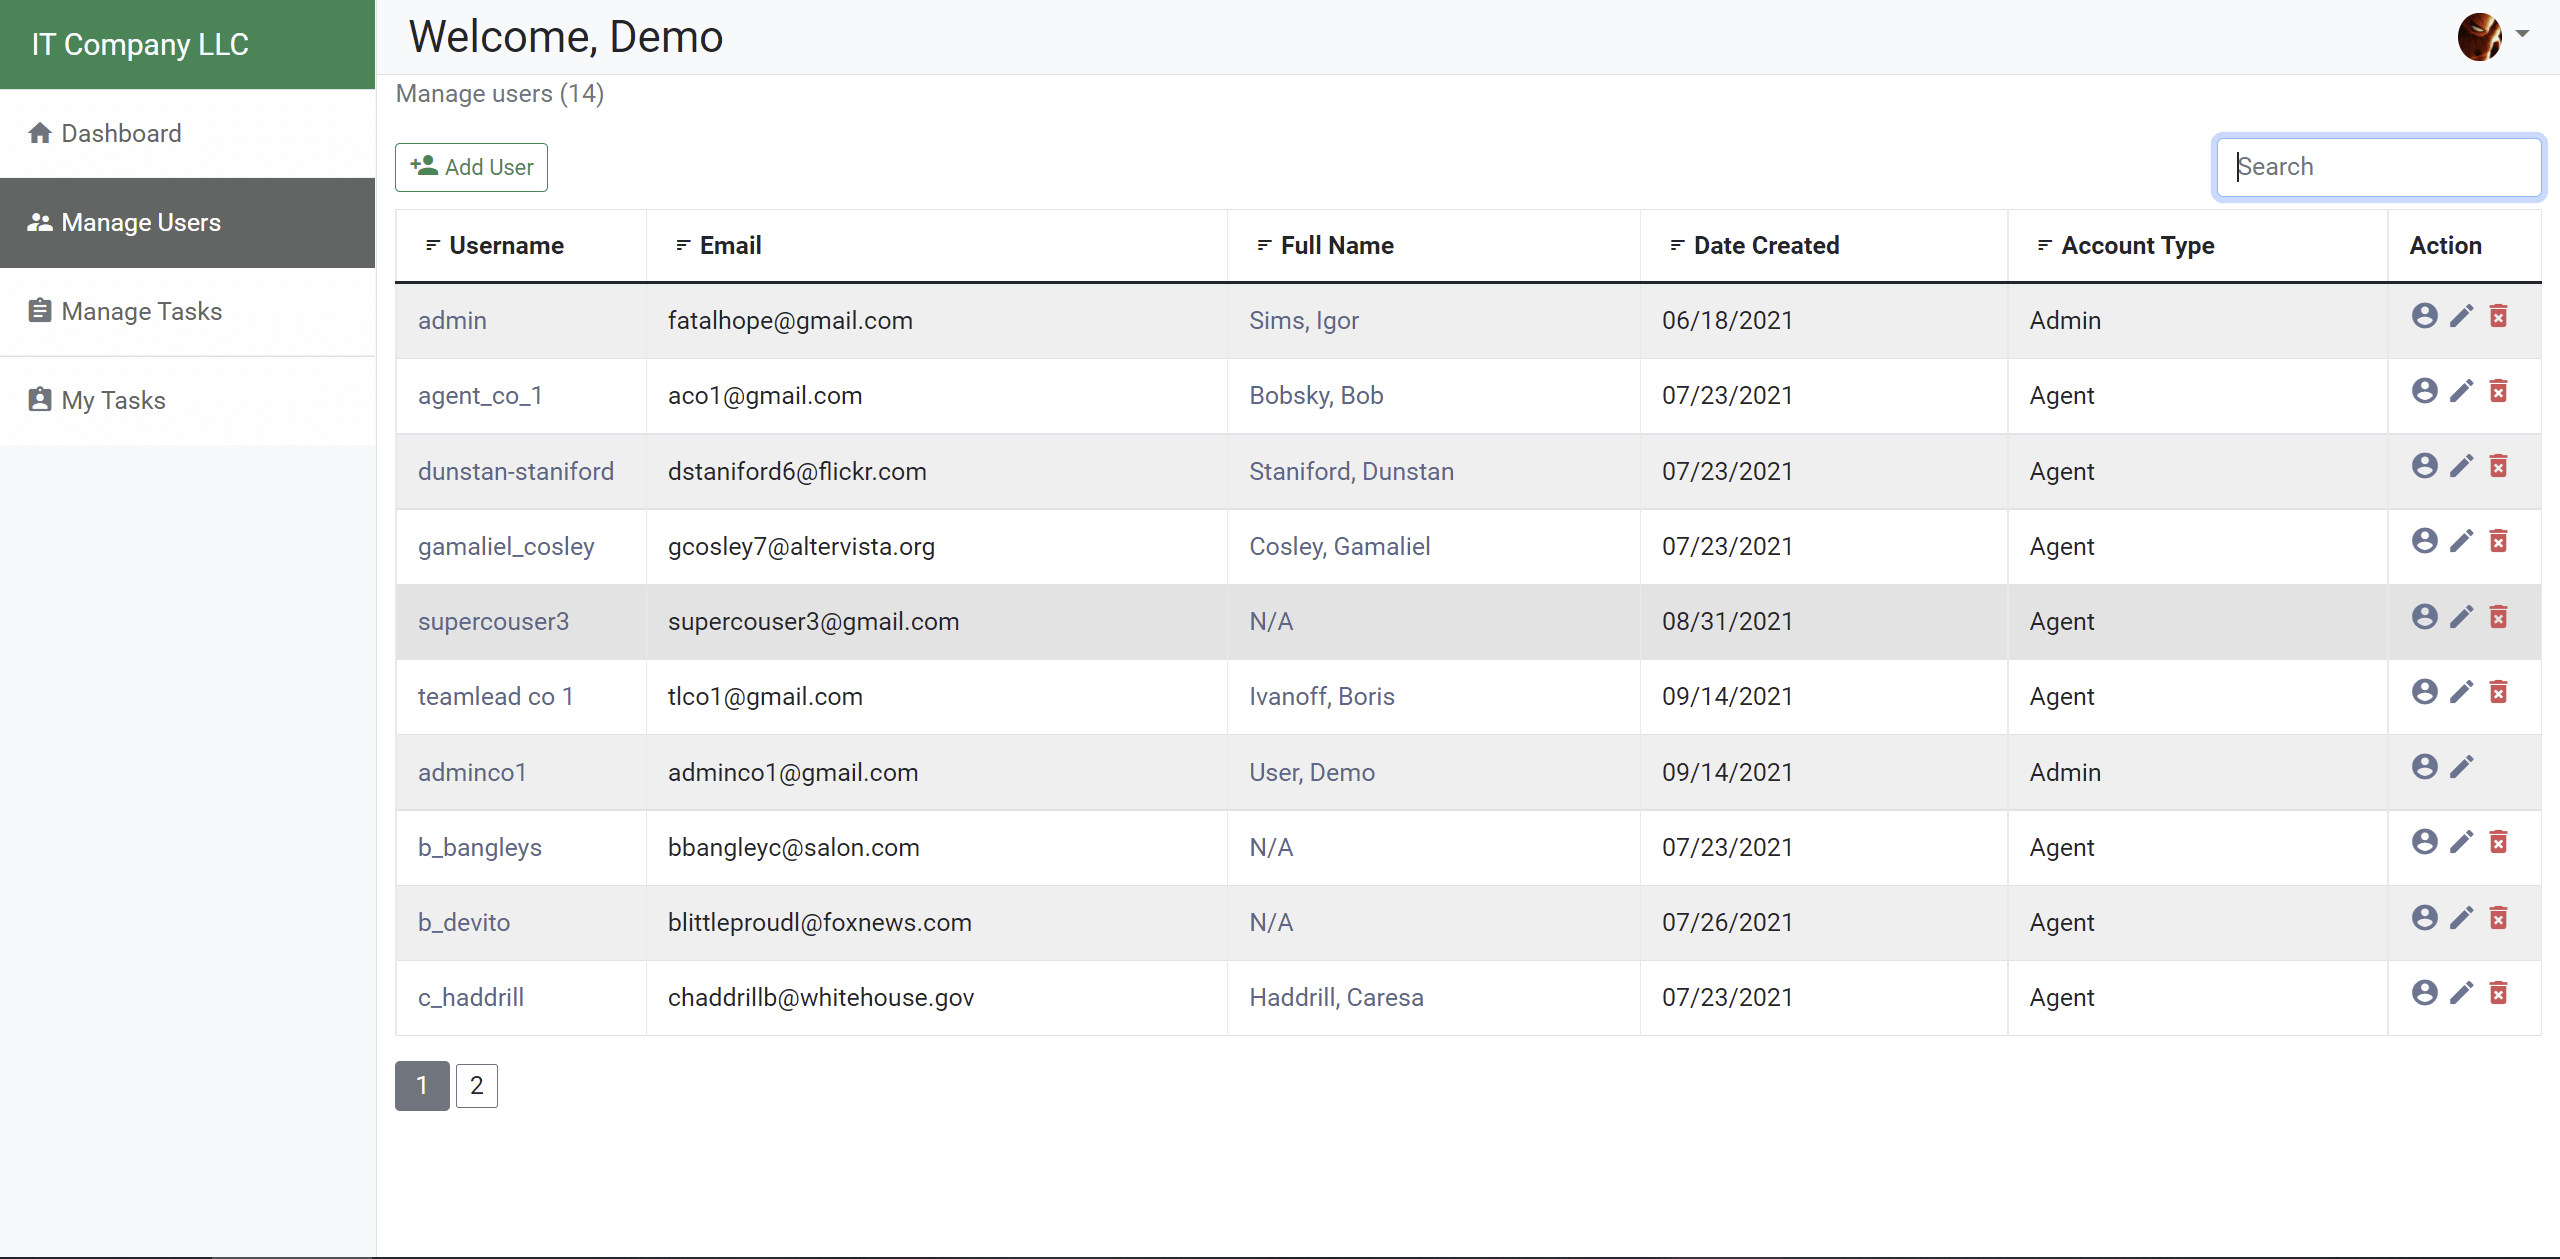 IT Company LLC
Welcome, Demo
Dashboard
Manage Users
Manage Tasks
My Tasks
Manage users (14)
Add User
Search
Username Email Full Name Date Created Account Type Action
admin fatalhope@gmail.com Sims, Igor 06/18/2021 Admin
agent_co_1 aco1@gmail.com Bobsky, Bob 07/23/2021 Agent
dunstan-staniford dstaniford6@flickr.com Staniford, Dunstan 07/23/2021 Agent
gamaliel_cosley gcosley7@altervista.org Cosley, Gamaliel 07/23/2021 Agent
supercouser3 supercouser3@gmail.com N/A 08/31/2021 Agent
teamlead co 1 tlco1@gmail.com Ivanoff, Boris 09/14/2021 Agent
adminco1 adminco1@gmail.com User, Demo 09/14/2021 Admin
b_bangleys bbangleyc@salon.com N/A 07/23/2021 Agent
b_devito blittleproudl@foxnews.com N/A 07/26/2021 Agent
c_haddrill chaddrillb@whitehouse.gov Haddrill, Caresa 07/23/2021 Agent
1 2